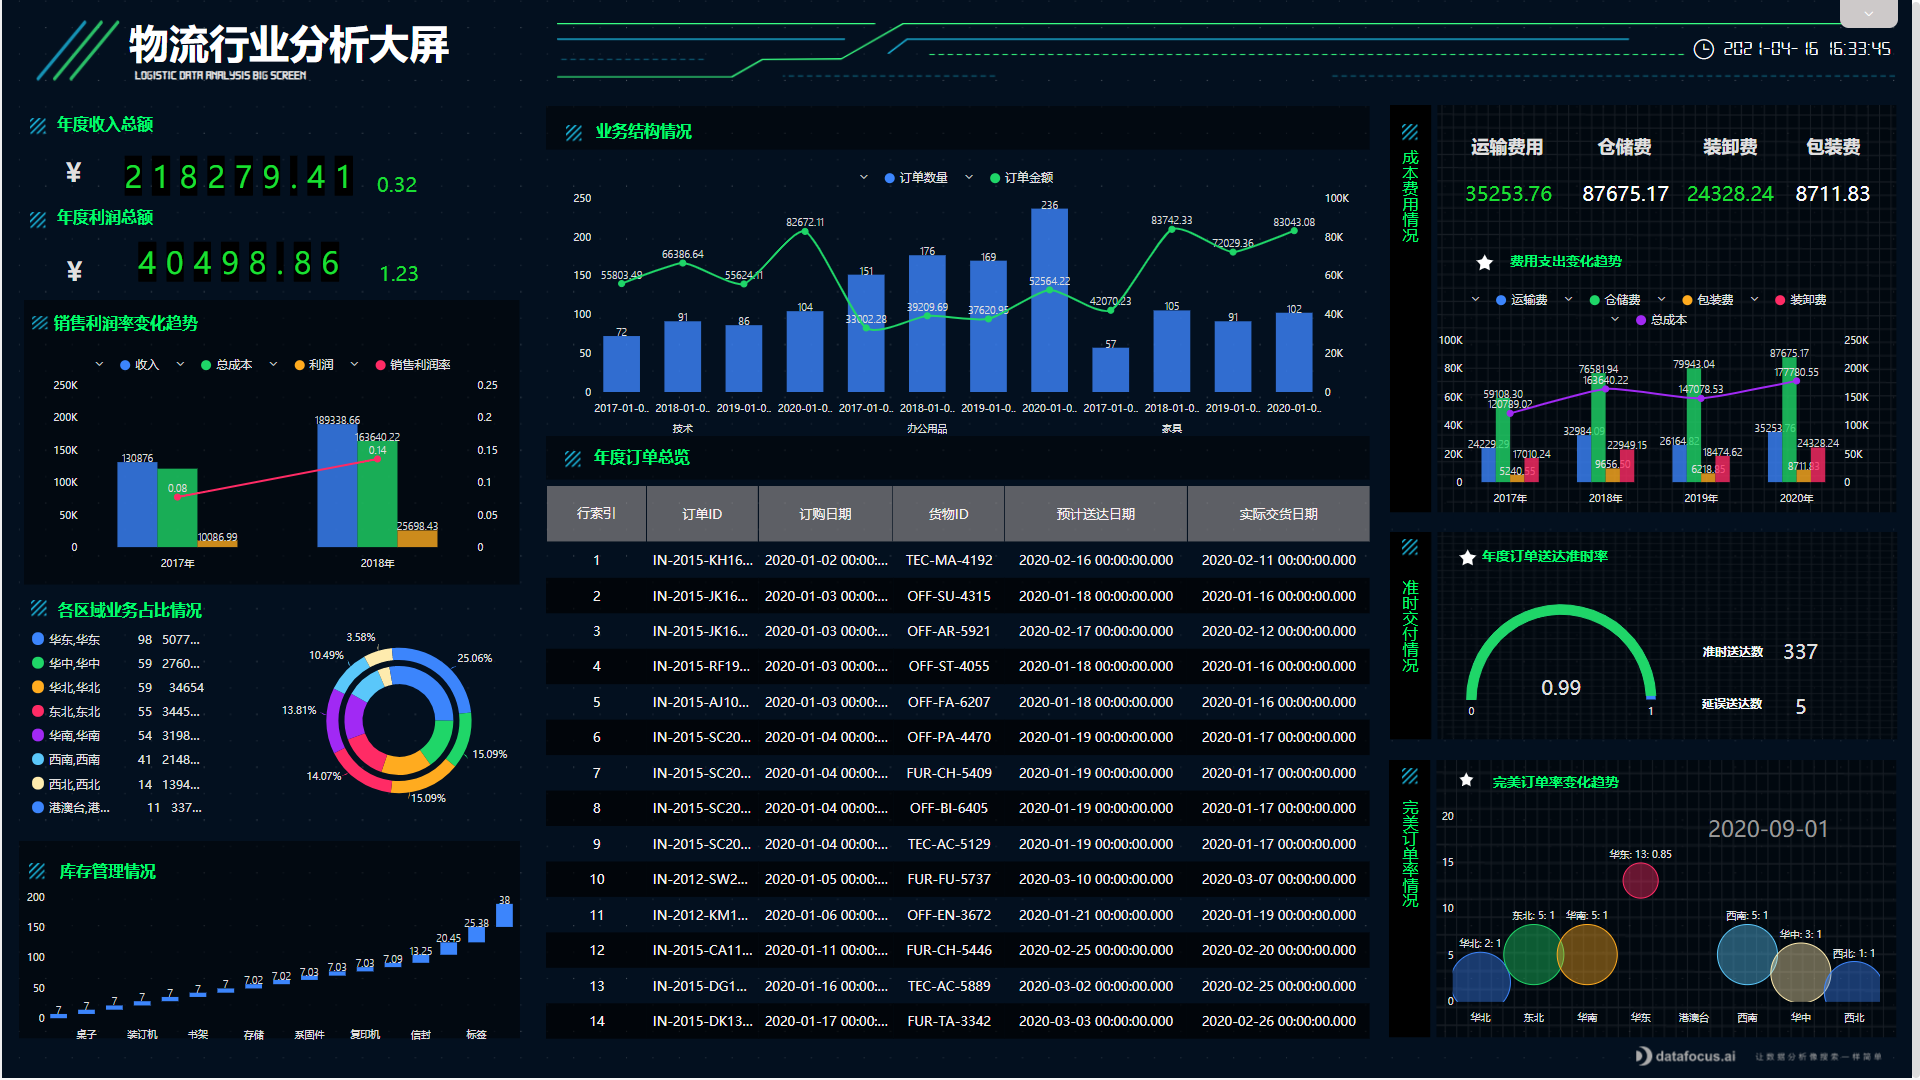 物流行业分析大屏
LOGISTIC DATA ANALYSIS BIG SCREEN
2021-04-16 16:33:45
年度收入总额
¥ 218279.41 0.32
年度利润总额
¥ 40498.86 1.23
销售利润率变化趋势
收入 总成本 利润 销售利润率
250K 0.25
200K 0.2
150K 0.15
100K 0.1
50K 0.05
0 0
130876 0.08 10086.99
189338.66 163640.22 0.14 25698.43
2017年 2018年
各区域业务占比情况
华东,华东 98 5077...
华中,华中 59 2760...
华北,华北 59 34654
东北,东北 55 3445...
华南,华南 54 3198...
西南,西南 41 2148...
西北,西北 14 1394...
港澳台,港... 11 337...
3.58%
10.49% 25.06%
13.81%
15.09%
14.07%
15.09%
库存管理情况
200
150
100
50
0
7 7 7 7 7 7 7 7.02 7.02 7.03 7.03 7.03 7.09 13.25 20.45 25.38 38
桌子 装订机 书架 存储 系固件 复印机 信封 标签
业务结构情况
订单数量 订单金额
250 100K
200 80K
150 60K
100 40K
50 20K
0 0
72 91 86 104 151 176 169 236 57 105 91 102
55803.49 66386.64 55624.11 82672.11 33002.28 39209.69 37620.95 52564.22 42070.23 83742.33 72029.36 83043.08
2017-01-0.. 2018-01-0.. 2019-01-0.. 2020-01-0.. 2017-01-0.. 2018-01-0.. 2019-01-0.. 2020-01-0.. 2017-01-0.. 2018-01-0.. 2019-01-0.. 2020-01-0..
技术 办公用品 家具
年度订单总览
行索引 订单ID 订购日期 货物ID 预计送达日期 实际交货日期
1 IN-2015-KH16... 2020-01-02 00:00:... TEC-MA-4192 2020-02-16 00:00:00.000 2020-02-11 00:00:00.000
2 IN-2015-JK16... 2020-01-03 00:00:... OFF-SU-4315 2020-01-18 00:00:00.000 2020-01-16 00:00:00.000
3 IN-2015-JK16... 2020-01-03 00:00:... OFF-AR-5921 2020-02-17 00:00:00.000 2020-02-12 00:00:00.000
4 IN-2015-RF19... 2020-01-03 00:00:... OFF-ST-4055 2020-01-18 00:00:00.000 2020-01-16 00:00:00.000
5 IN-2015-AJ10... 2020-01-03 00:00:... OFF-FA-6207 2020-01-18 00:00:00.000 2020-01-16 00:00:00.000
6 IN-2015-SC20... 2020-01-04 00:00:... OFF-PA-4470 2020-01-19 00:00:00.000 2020-01-17 00:00:00.000
7 IN-2015-SC20... 2020-01-04 00:00:... FUR-CH-5409 2020-01-19 00:00:00.000 2020-01-17 00:00:00.000
8 IN-2015-SC20... 2020-01-04 00:00:... OFF-BI-6405 2020-01-19 00:00:00.000 2020-01-17 00:00:00.000
9 IN-2015-SC20... 2020-01-04 00:00:... TEC-AC-5129 2020-01-19 00:00:00.000 2020-01-17 00:00:00.000
10 IN-2012-SW2... 2020-01-05 00:00:... FUR-FU-5737 2020-03-10 00:00:00.000 2020-03-07 00:00:00.000
11 IN-2012-KM1... 2020-01-06 00:00:... OFF-EN-3672 2020-01-21 00:00:00.000 2020-01-19 00:00:00.000
12 IN-2015-CA11... 2020-01-11 00:00:... FUR-CH-5446 2020-02-25 00:00:00.000 2020-02-20 00:00:00.000
13 IN-2015-DG1... 2020-01-16 00:00:... TEC-AC-5889 2020-03-02 00:00:00.000 2020-02-25 00:00:00.000
14 IN-2015-DK13... 2020-01-17 00:00:... FUR-TA-3342 2020-03-03 00:00:00.000 2020-02-26 00:00:00.000
成本费用情况
运输费用 仓储费 装卸费 包装费
35253.76 87675.17 24328.24 8711.83
费用支出变化趋势
运输费 仓储费 包装费 装卸费
总成本
100K 250K
80K 200K
60K 150K
40K 100K
20K 50K
0 0
59108.30 76581.94 79943.04 87675.17
120789.02 163640.22 147078.53 177780.55
24229.29 32984.09 26164.82 35253.76
17010.24 22949.15 18474.62 24328.24
5240.55 9656.50 6218.85 8711.83
2017年 2018年 2019年 2020年
准时交付情况
年度订单送达准时率
0.99
0 1
准时送达数 337
延误送达数 5
完美订单率情况
完美订单率变化趋势
2020-09-01
20
15
10
5
0
华东: 13: 0.85
东北: 5: 1 华南: 5: 1 西南: 5: 1
华北: 2: 1 华中: 3: 1 西北: 1: 1
华北 东北 华南 华东 港澳台 西南 华中 西北
datafocus.ai 让数据分析像搜索一样简单